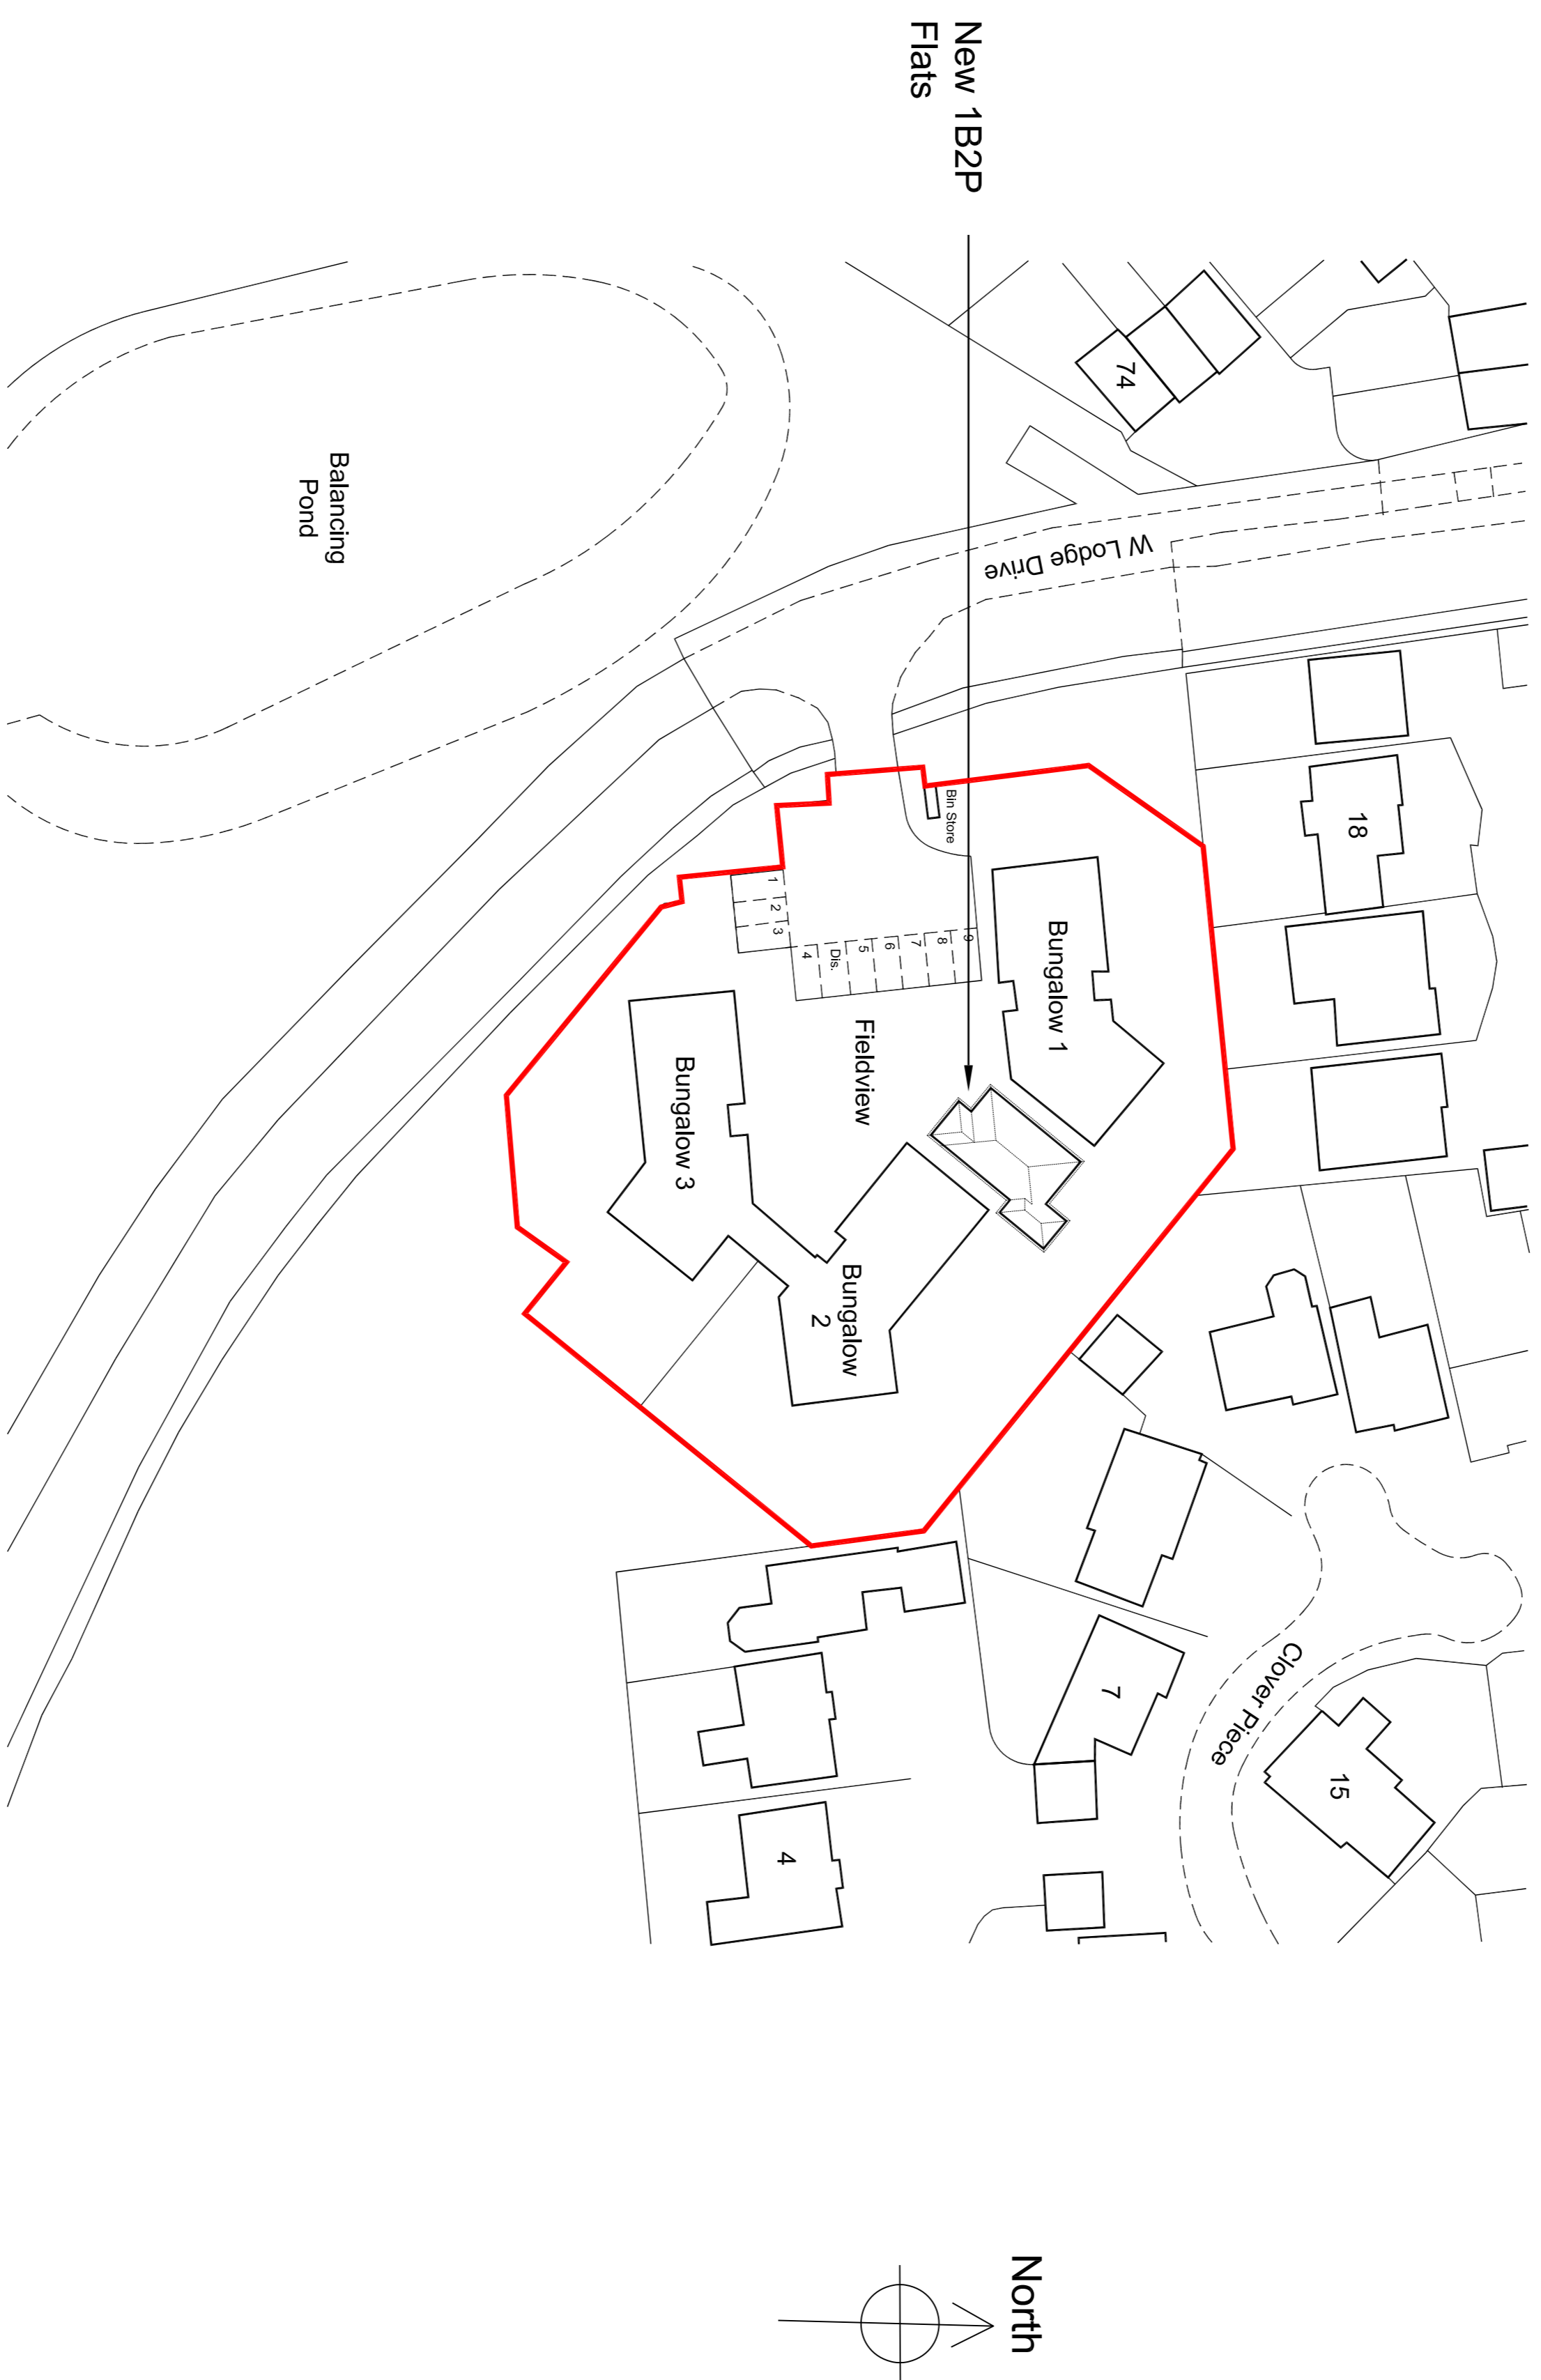 New 1B2P
Flats
74
W Lodge Drive
18
Balancing
Pond
Bin Store
1
2
3
4
Dis.
5
6
7
8
9
Bungalow 1
Fieldview
Bungalow 3
Bungalow
2
Clover Piece
7
15
4
North